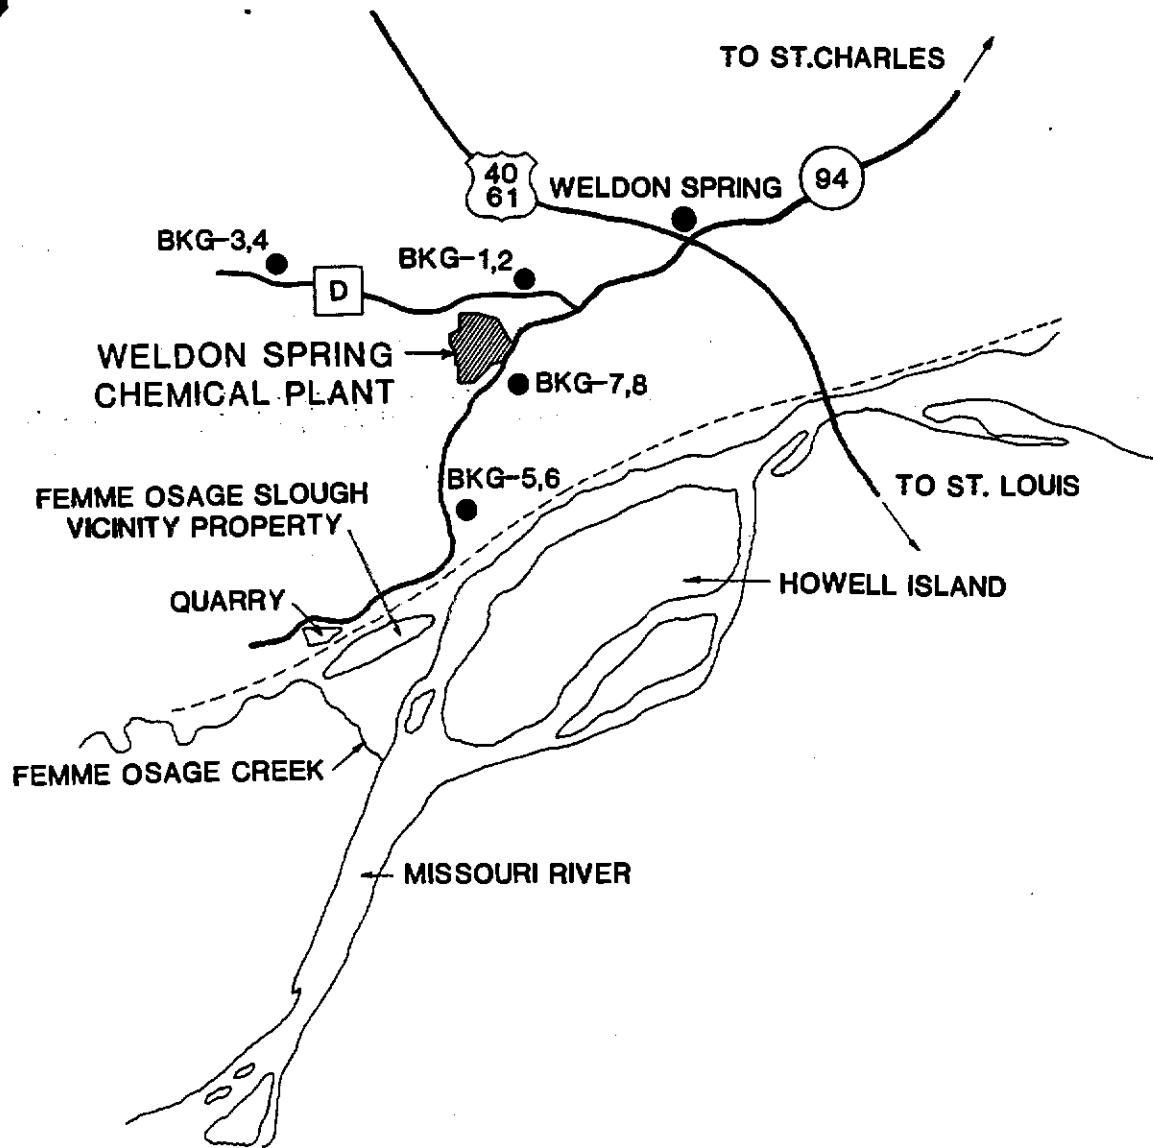 TO ST.CHARLES
40
61
WELDON SPRING
94
BKG-3,4
BKG-1,2
D
WELDON SPRING
CHEMICAL PLANT
BKG-7,8
BKG-5,6
FEMME OSAGE SLOUGH
VICINITY PROPERTY
TO ST. LOUIS
QUARRY
HOWELL ISLAND
FEMME OSAGE CREEK
MISSOURI RIVER